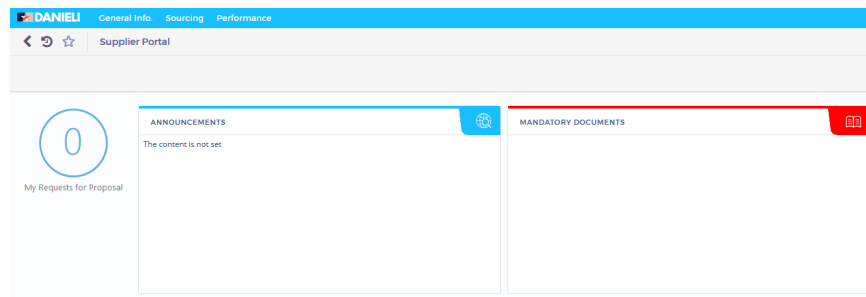 DANIELI General Info. Sourcing Performance
Supplier Portal
0
My Requests for Proposal
ANNOUNCEMENTS
The content is not set
MANDATORY DOCUMENTS